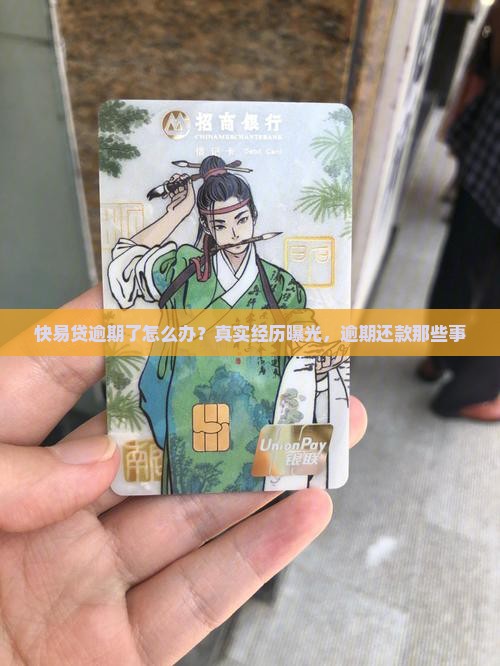 招商银行
CHINA MERCHANTS BANK
借记卡 Debit Card
快易贷逾期了怎么办？真实经历曝光，逾期还款那些事
UnionPay
银联